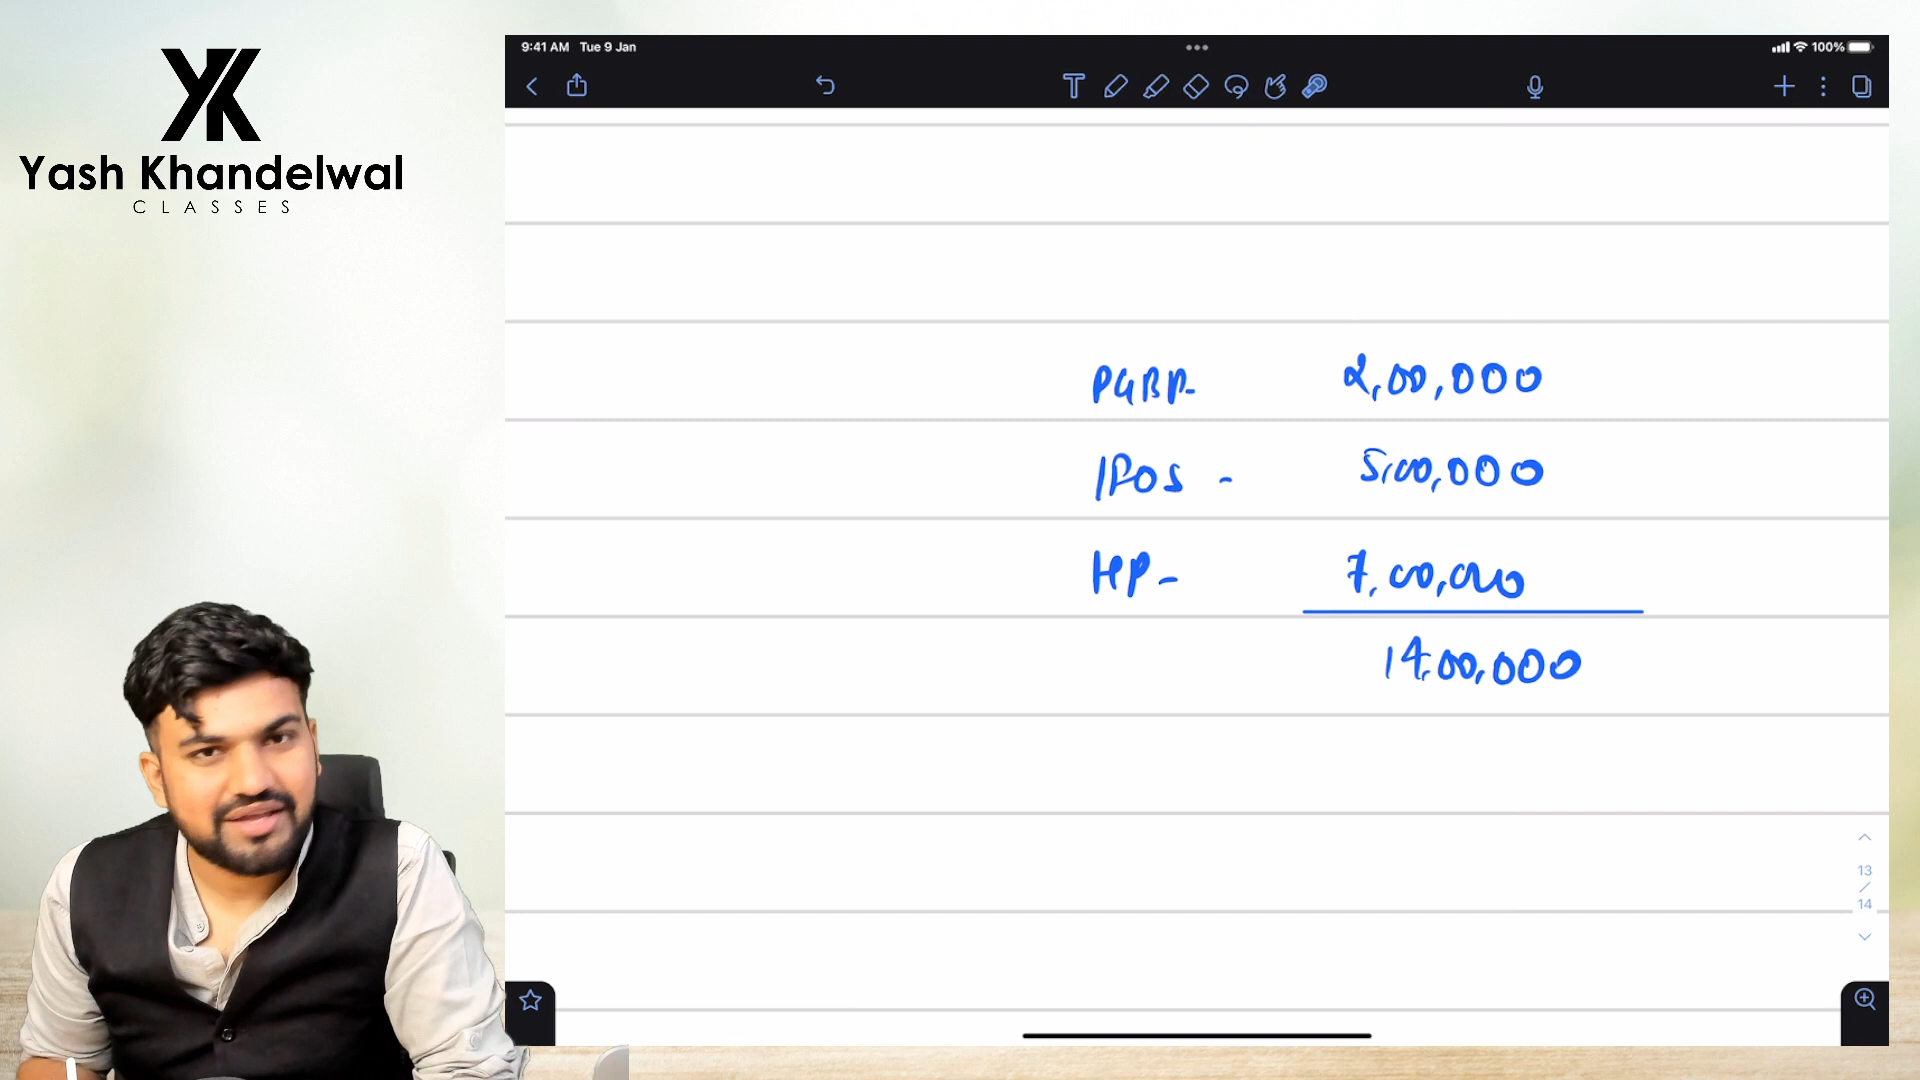 YK
Yash Khandelwal
CLASSES
9:41 AM Tue 9 Jan
100%
PGBP- 2,00,000
IFOS - 5,00,000
HP - 7,00,000
14,00,000
13
/
14